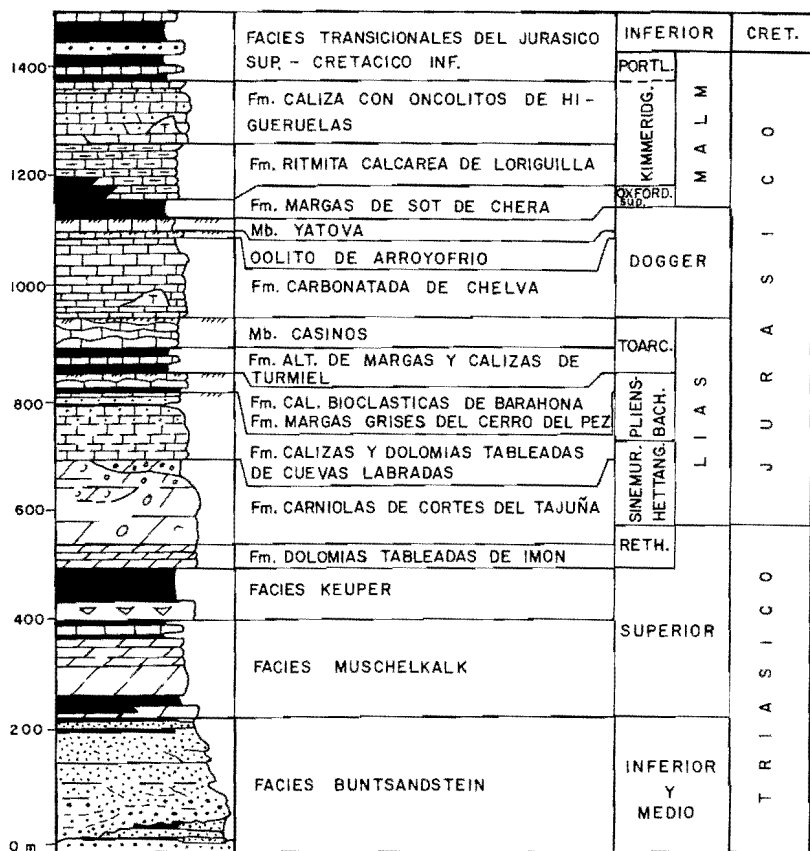 1400
1200
1000
800
600
400
200
0 m
FACIES TRANSICIONALES DEL JURASICO
SUP. - CRETACICO INF.
Fm. CALIZA CON ONCOLITOS DE HI-
GUERUELAS
Fm. RITMITA CALCAREA DE LORIGUILLA
Fm. MARGAS DE SOT DE CHERA
Mb. YATOVA
OOLITO DE ARROYOFRIO
Fm. CARBONATADA DE CHELVA
Mb. CASINOS
Fm. ALT. DE MARGAS Y CALIZAS DE
TURMIEL
Fm. CAL. BIOCLASTICAS DE BARAHONA
Fm. MARGAS GRISES DEL CERRO DEL PEZ
Fm. CALIZAS Y DOLOMIAS TABLEADAS
DE CUEVAS LABRADAS
Fm. CARNIOLAS DE CORTES DEL TAJUÑA
Fm. DOLOMIAS TABLEADAS DE IMON
FACIES KEUPER
FACIES MUSCHELKALK
FACIES BUNTSANDSTEIN
INFERIOR
PORTL.
KIMMERIDG.
OXFORD.
sup.
MALM
DOGGER
TOARC.
PLIENS-
BACH.
SINEMUR.
HETTANG.
LIAS
RETH.
SUPERIOR
INFERIOR
Y
MEDIO
CRET.
JURASICO
TRIASICO
T
T